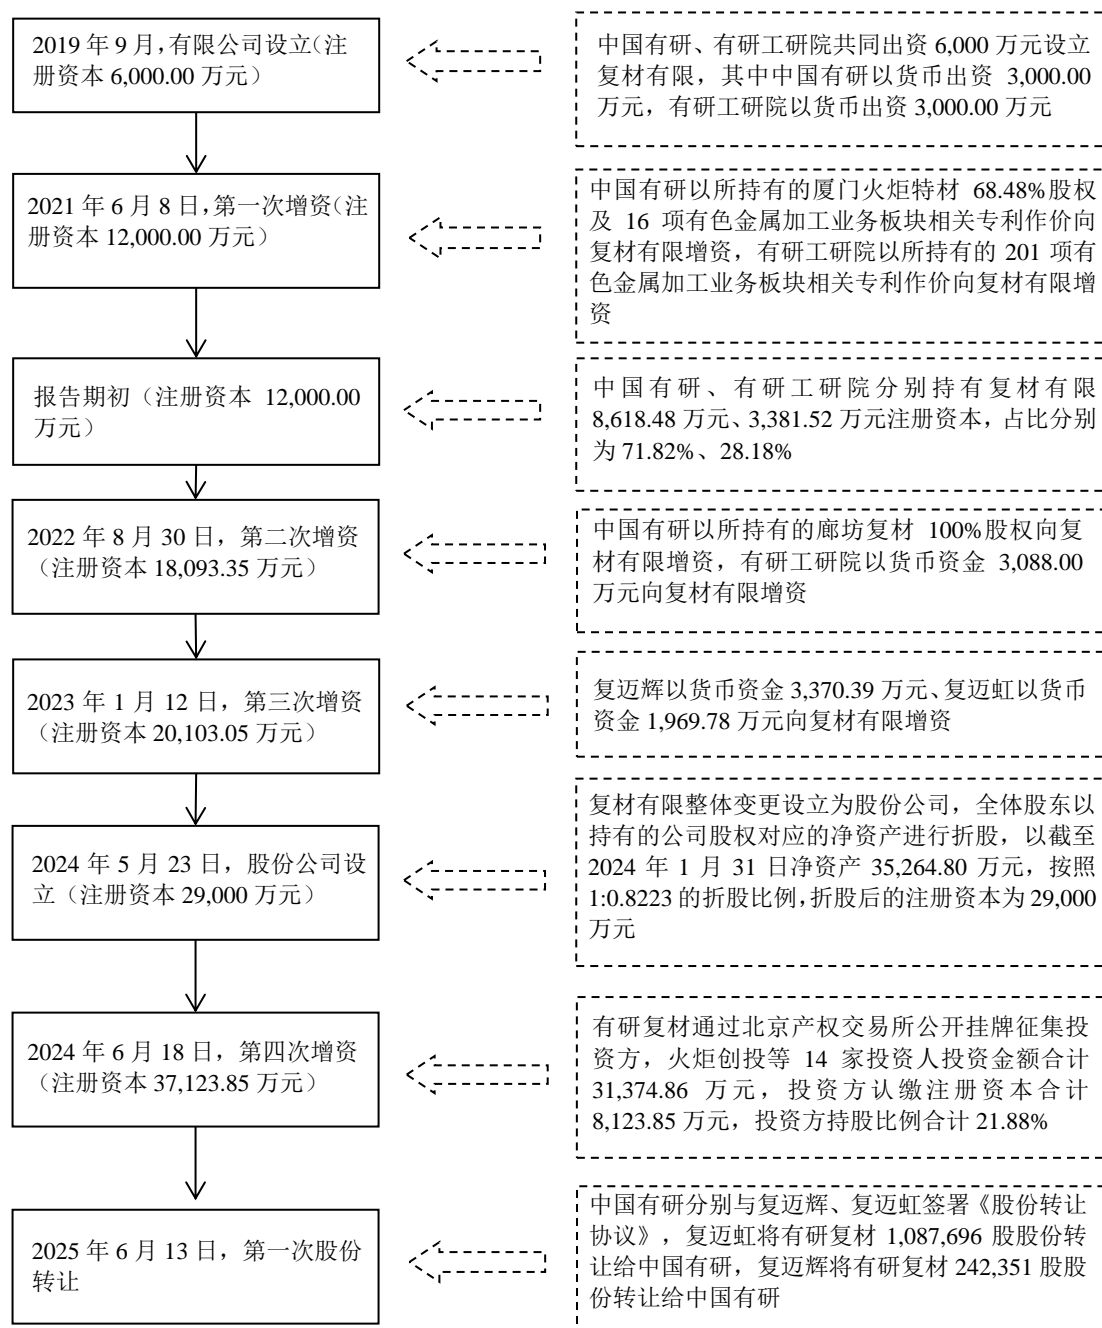 2019 年 9 月，有限公司设立（注
册资本 6,000.00 万元）
中国有研、有研工研院共同出资 6,000 万元设立
复材有限，其中中国有研以货币出资 3,000.00
万元，有研工研院以货币出资 3,000.00 万元
2021 年 6 月 8 日，第一次增资（注
册资本 12,000.00 万元）
中国有研以所持有的厦门火炬特材 68.48%股权
及 16 项有色金属加工业务板块相关专利作价向
复材有限增资，有研工研院以所持有的 201 项有
色金属加工业务板块相关专利作价向复材有限增
资
报告期初（注册资本 12,000.00
万元）
中国有研、有研工研院分别持有复材有限
8,618.48 万元、3,381.52 万元注册资本，占比分别
为 71.82%、28.18%
2022 年 8 月 30 日，第二次增资
（注册资本 18,093.35 万元）
中国有研以所持有的廊坊复材 100%股权向复
材有限增资，有研工研院以货币资金 3,088.00
万元向复材有限增资
2023 年 1 月 12 日，第三次增资
（注册资本 20,103.05 万元）
复迈辉以货币资金 3,370.39 万元、复迈虹以货币
资金 1,969.78 万元向复材有限增资
2024 年 5 月 23 日，股份公司设
立（注册资本 29,000 万元）
复材有限整体变更设立为股份公司，全体股东以
持有的公司股权对应的净资产进行折股，以截至
2024 年 1 月 31 日净资产 35,264.80 万元，按照
1:0.8223 的折股比例，折股后的注册资本为 29,000
万元
2024 年 6 月 18 日，第四次增资
（注册资本 37,123.85 万元）
有研复材通过北京产权交易所公开挂牌征集投
资方，火炬创投等 14 家投资人投资金额合计
31,374.86 万元，投资方认缴注册资本合计
8,123.85 万元，投资方持股比例合计 21.88%
2025 年 6 月 13 日，第一次股份
转让
中国有研分别与复迈辉、复迈虹签署《股份转让
协议》，复迈虹将有研复材 1,087,696 股股份转
让给中国有研，复迈辉将有研复材 242,351 股股
份转让给中国有研